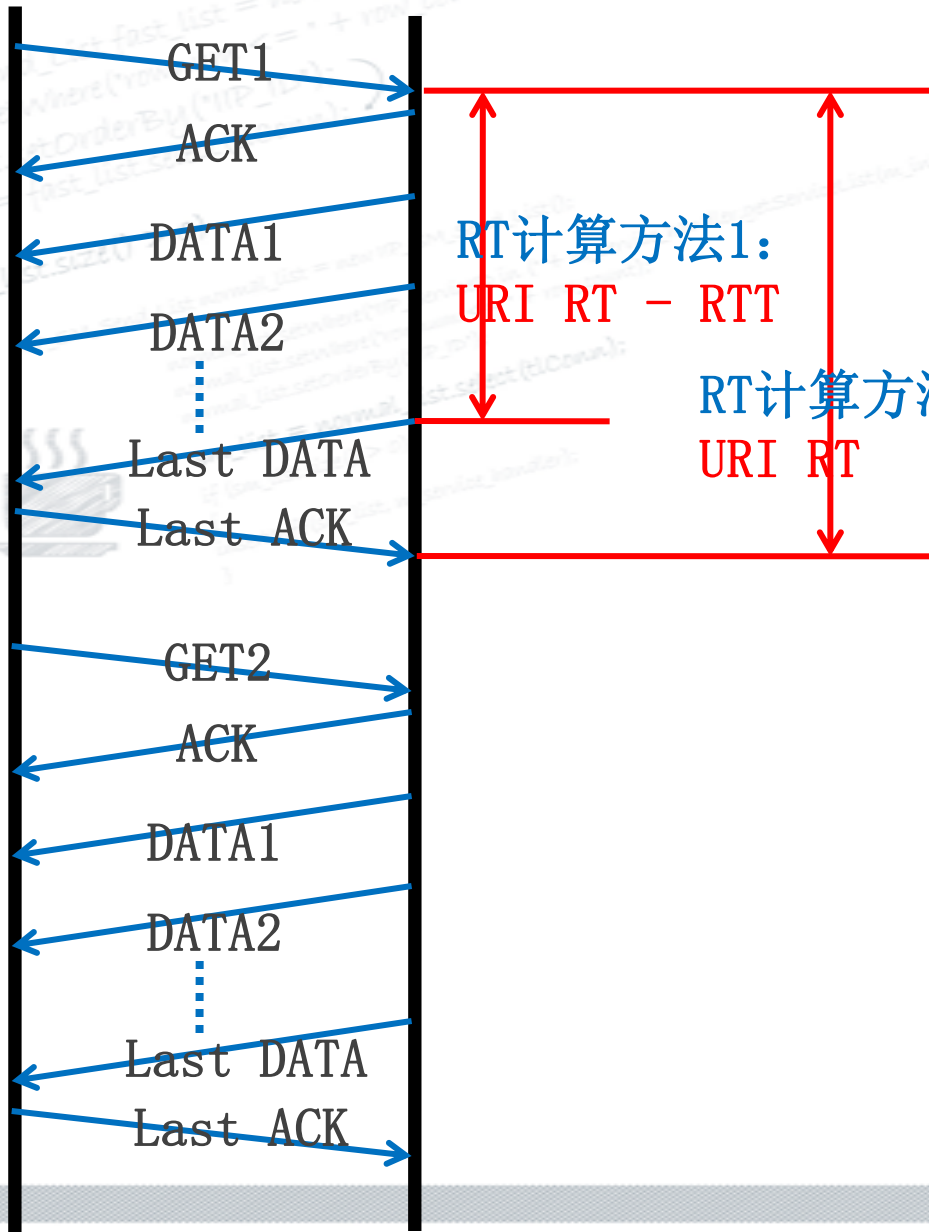 GET1
ACK
DATA1
DATA2
Last DATA
Last ACK
RT计算方法1：
URI RT - RTT
RT计算方
URI RT
GET2
ACK
DATA1
DATA2
Last DATA
Last ACK